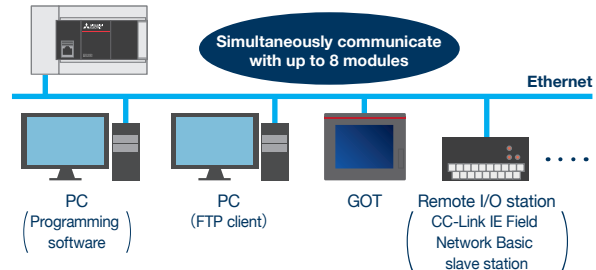 Simultaneously communicate
with up to 8 modules
Ethernet
PC
(Programming
software)
PC
(FTP client)
GOT
Remote I/O station
(CC-Link IE Field
Network Basic
slave station)